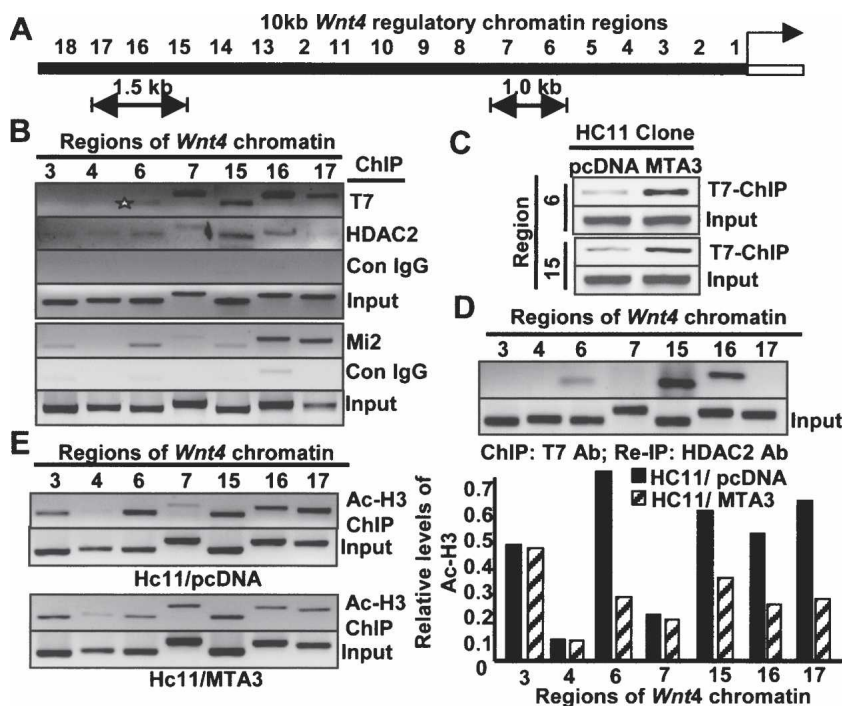 A
10kb Wnt4 regulatory chromatin regions
18 17 16 15 14 13 2 11 10 9 8 7 6 5 4 3 2 1
1.5 kb
1.0 kb
B
Regions of Wnt4 chromatin
3 4 6 7 15 16 17
ChIP
T7
HDAC2
Con IgG
Input
Mi2
Con IgG
Input
C
HC11 Clone
pcDNA MTA3
Region
6
T7-ChIP
Input
15
T7-ChIP
Input
D
Regions of Wnt4 chromatin
3 4 6 7 15 16 17
Input
ChIP: T7 Ab; Re-IP: HDAC2 Ab
E
Regions of Wnt4 chromatin
3 4 6 7 15 16 17
Ac-H3
ChIP
Input
Hc11/pcDNA
Ac-H3
ChIP
Input
Hc11/MTA3
HC11/ pcDNA
HC11/ MTA3
Relative levels of
Ac-H3
0.7
0.6
0.5
0.4
0.3
0.2
0.1
0
3 4 6 7 15 16 17
Regions of Wnt4 chromatin